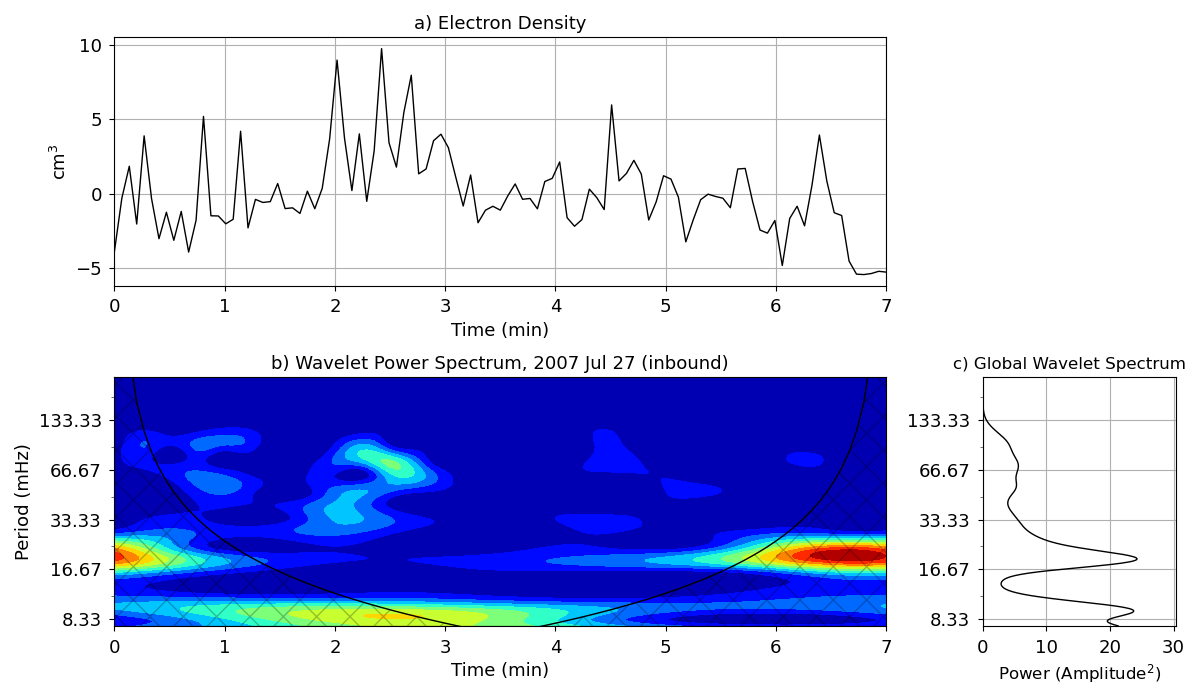 a) Electron Density
10
5
0
−5
cm³
0 1 2 3 4 5 6 7
Time (min)
b) Wavelet Power Spectrum, 2007 Jul 27 (inbound)
133.33
66.67
33.33
16.67
8.33
Period (mHz)
0 1 2 3 4 5 6 7
Time (min)
c) Global Wavelet Spectrum
133.33
66.67
33.33
16.67
8.33
0 10 20 30
Power (Amplitude²)